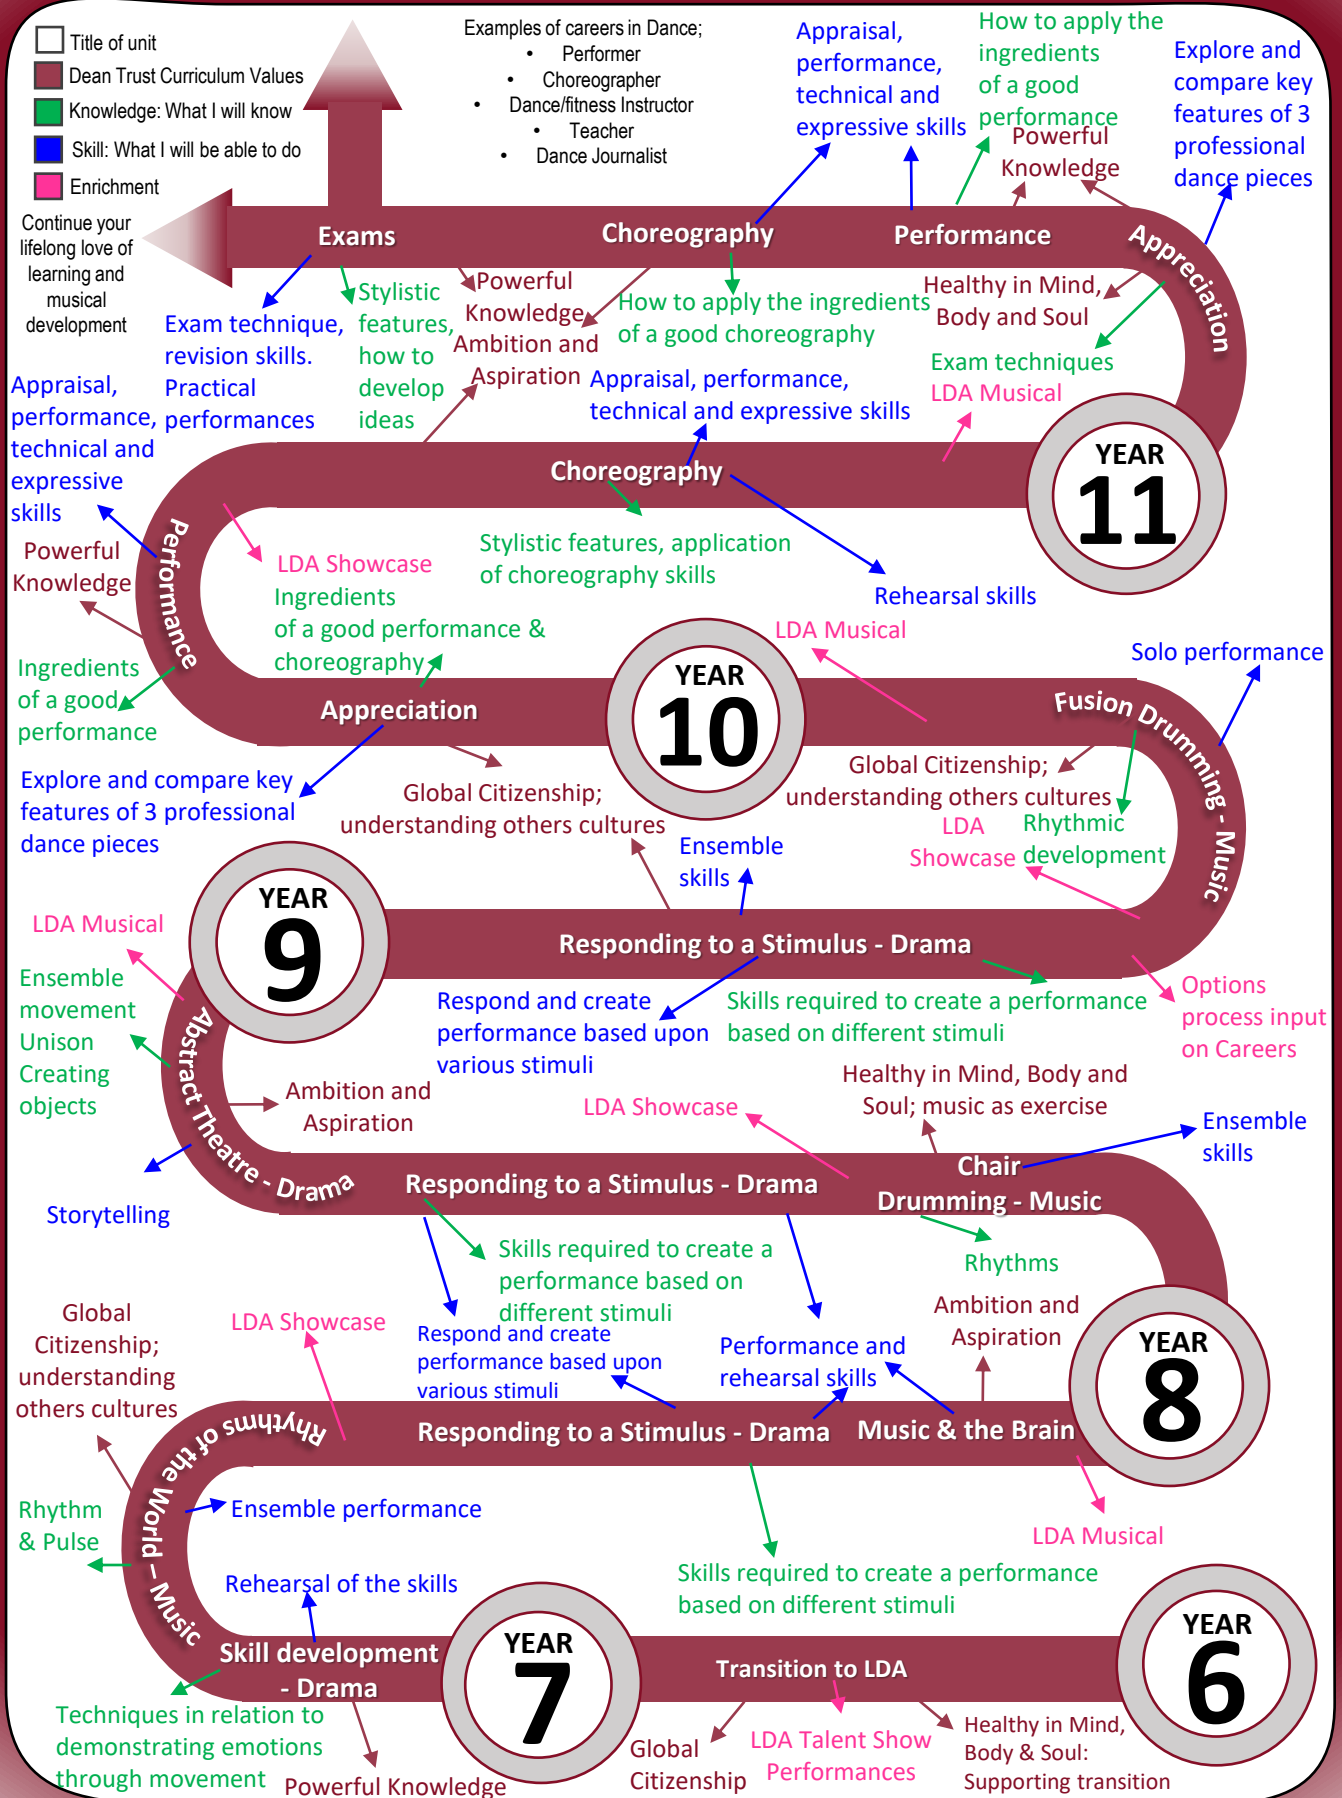 Title of unit
Dean Trust Curriculum Values
Knowledge: What I will know
Skill: What I will be able to do
Enrichment
Continue your
lifelong love of
learning and
musical
development
Examples of careers in Dance;
• Performer
• Choreographer
• Dance/fitness Instructor
• Teacher
• Dance Journalist
Appraisal,
performance,
technical and
expressive skills
How to apply the
ingredients
of a good
performance
Powerful
Knowledge
Explore and
compare key
features of 3
professional
dance pieces
Exams
Choreography
Performance
Appreciation
Exam technique,
revision skills.
Practical
performances
Stylistic
features,
how to
develop
ideas
Powerful
Knowledge
Ambition and
Aspiration
How to apply the ingredients
of a good choreography
Healthy in Mind,
Body and Soul
Exam techniques
LDA Musical
Appraisal, performance,
technical and expressive skills
YEAR
11
Appraisal,
performance,
technical and
expressive
skills
Choreography
Powerful
Knowledge
Performance
LDA Showcase
Ingredients
of a good performance &
choreography
Stylistic features, application
of choreography skills
Rehearsal skills
LDA Musical
Solo performance
Ingredients
of a good
performance
Appreciation
YEAR
10
Fusion Drumming - Music
Explore and compare key
features of 3 professional
dance pieces
Global Citizenship;
understanding others cultures
Global Citizenship;
understanding others cultures
LDA
Showcase
Rhythmic
development
Ensemble
skills
YEAR
9
LDA Musical
Responding to a Stimulus - Drama
Ensemble
movement
Unison
Creating
objects
Respond and create
performance based upon
various stimuli
Skills required to create a performance
based on different stimuli
Options
process input
on Careers
Abstract Theatre - Drama
Ambition and
Aspiration
LDA Showcase
Healthy in Mind, Body and
Soul; music as exercise
Ensemble
skills
Storytelling
Responding to a Stimulus - Drama
Chair
Drumming - Music
Skills required to create a
performance based on
different stimuli
Rhythms
Global
Citizenship;
understanding
others cultures
LDA Showcase
Respond and create
performance based upon
various stimuli
Performance and
rehearsal skills
Ambition and
Aspiration
YEAR
8
Rhythms of the World – Music
Responding to a Stimulus - Drama
Music & the Brain
Rhythm
& Pulse
Ensemble performance
LDA Musical
Rehearsal of the skills
Skills required to create a performance
based on different stimuli
Skill development
- Drama
YEAR
7
Transition to LDA
YEAR
6
Techniques in relation to
demonstrating emotions
through movement
Powerful Knowledge
Global
Citizenship
LDA Talent Show
Performances
Healthy in Mind,
Body & Soul:
Supporting transition